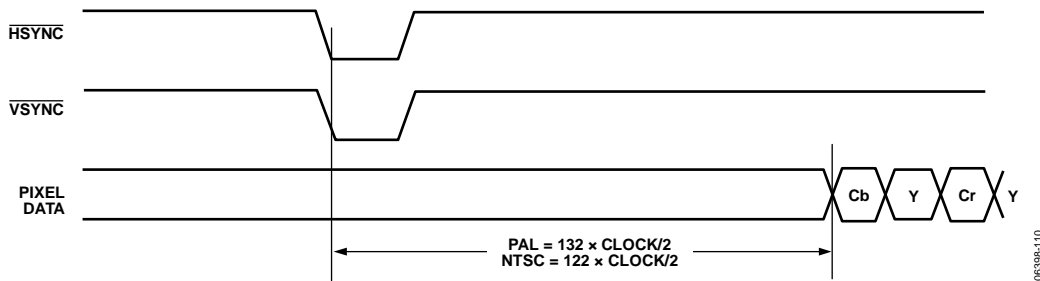 HSYNC
VSYNC
PIXEL
DATA
Cb Y Cr Y
PAL = 132 × CLOCK/2
NTSC = 122 × CLOCK/2
06398-110